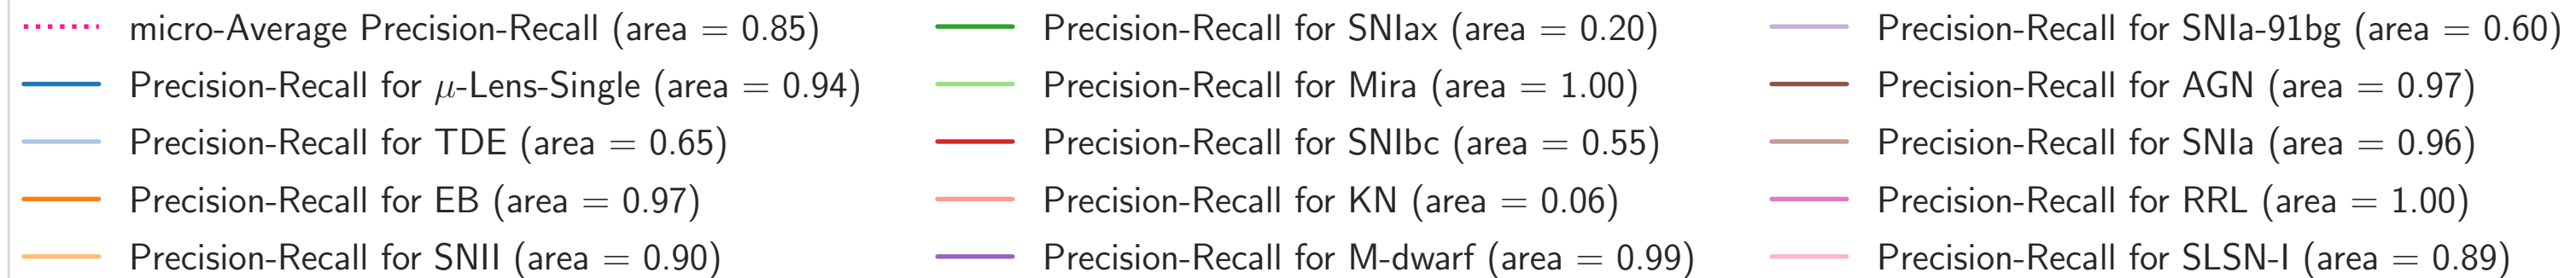 micro-Average Precision-Recall (area = 0.85)
Precision-Recall for μ-Lens-Single (area = 0.94)
Precision-Recall for TDE (area = 0.65)
Precision-Recall for EB (area = 0.97)
Precision-Recall for SNII (area = 0.90)
Precision-Recall for SNIax (area = 0.20)
Precision-Recall for Mira (area = 1.00)
Precision-Recall for SNIbc (area = 0.55)
Precision-Recall for KN (area = 0.06)
Precision-Recall for M-dwarf (area = 0.99)
Precision-Recall for SNIa-91bg (area = 0.60)
Precision-Recall for AGN (area = 0.97)
Precision-Recall for SNIa (area = 0.96)
Precision-Recall for RRL (area = 1.00)
Precision-Recall for SLSN-I (area = 0.89)